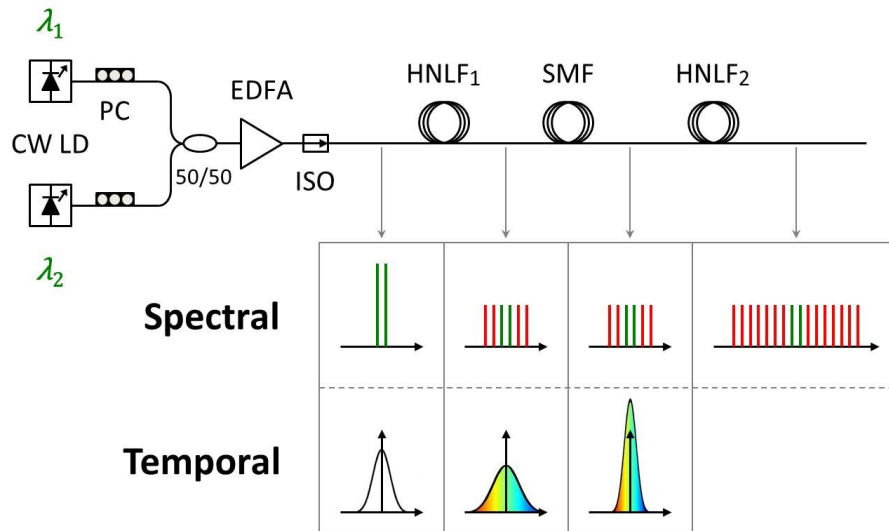 λ₁
HNLF₁ SMF HNLF₂
EDFA
PC
CW LD
50/50
ISO
λ₂
Spectral
Temporal